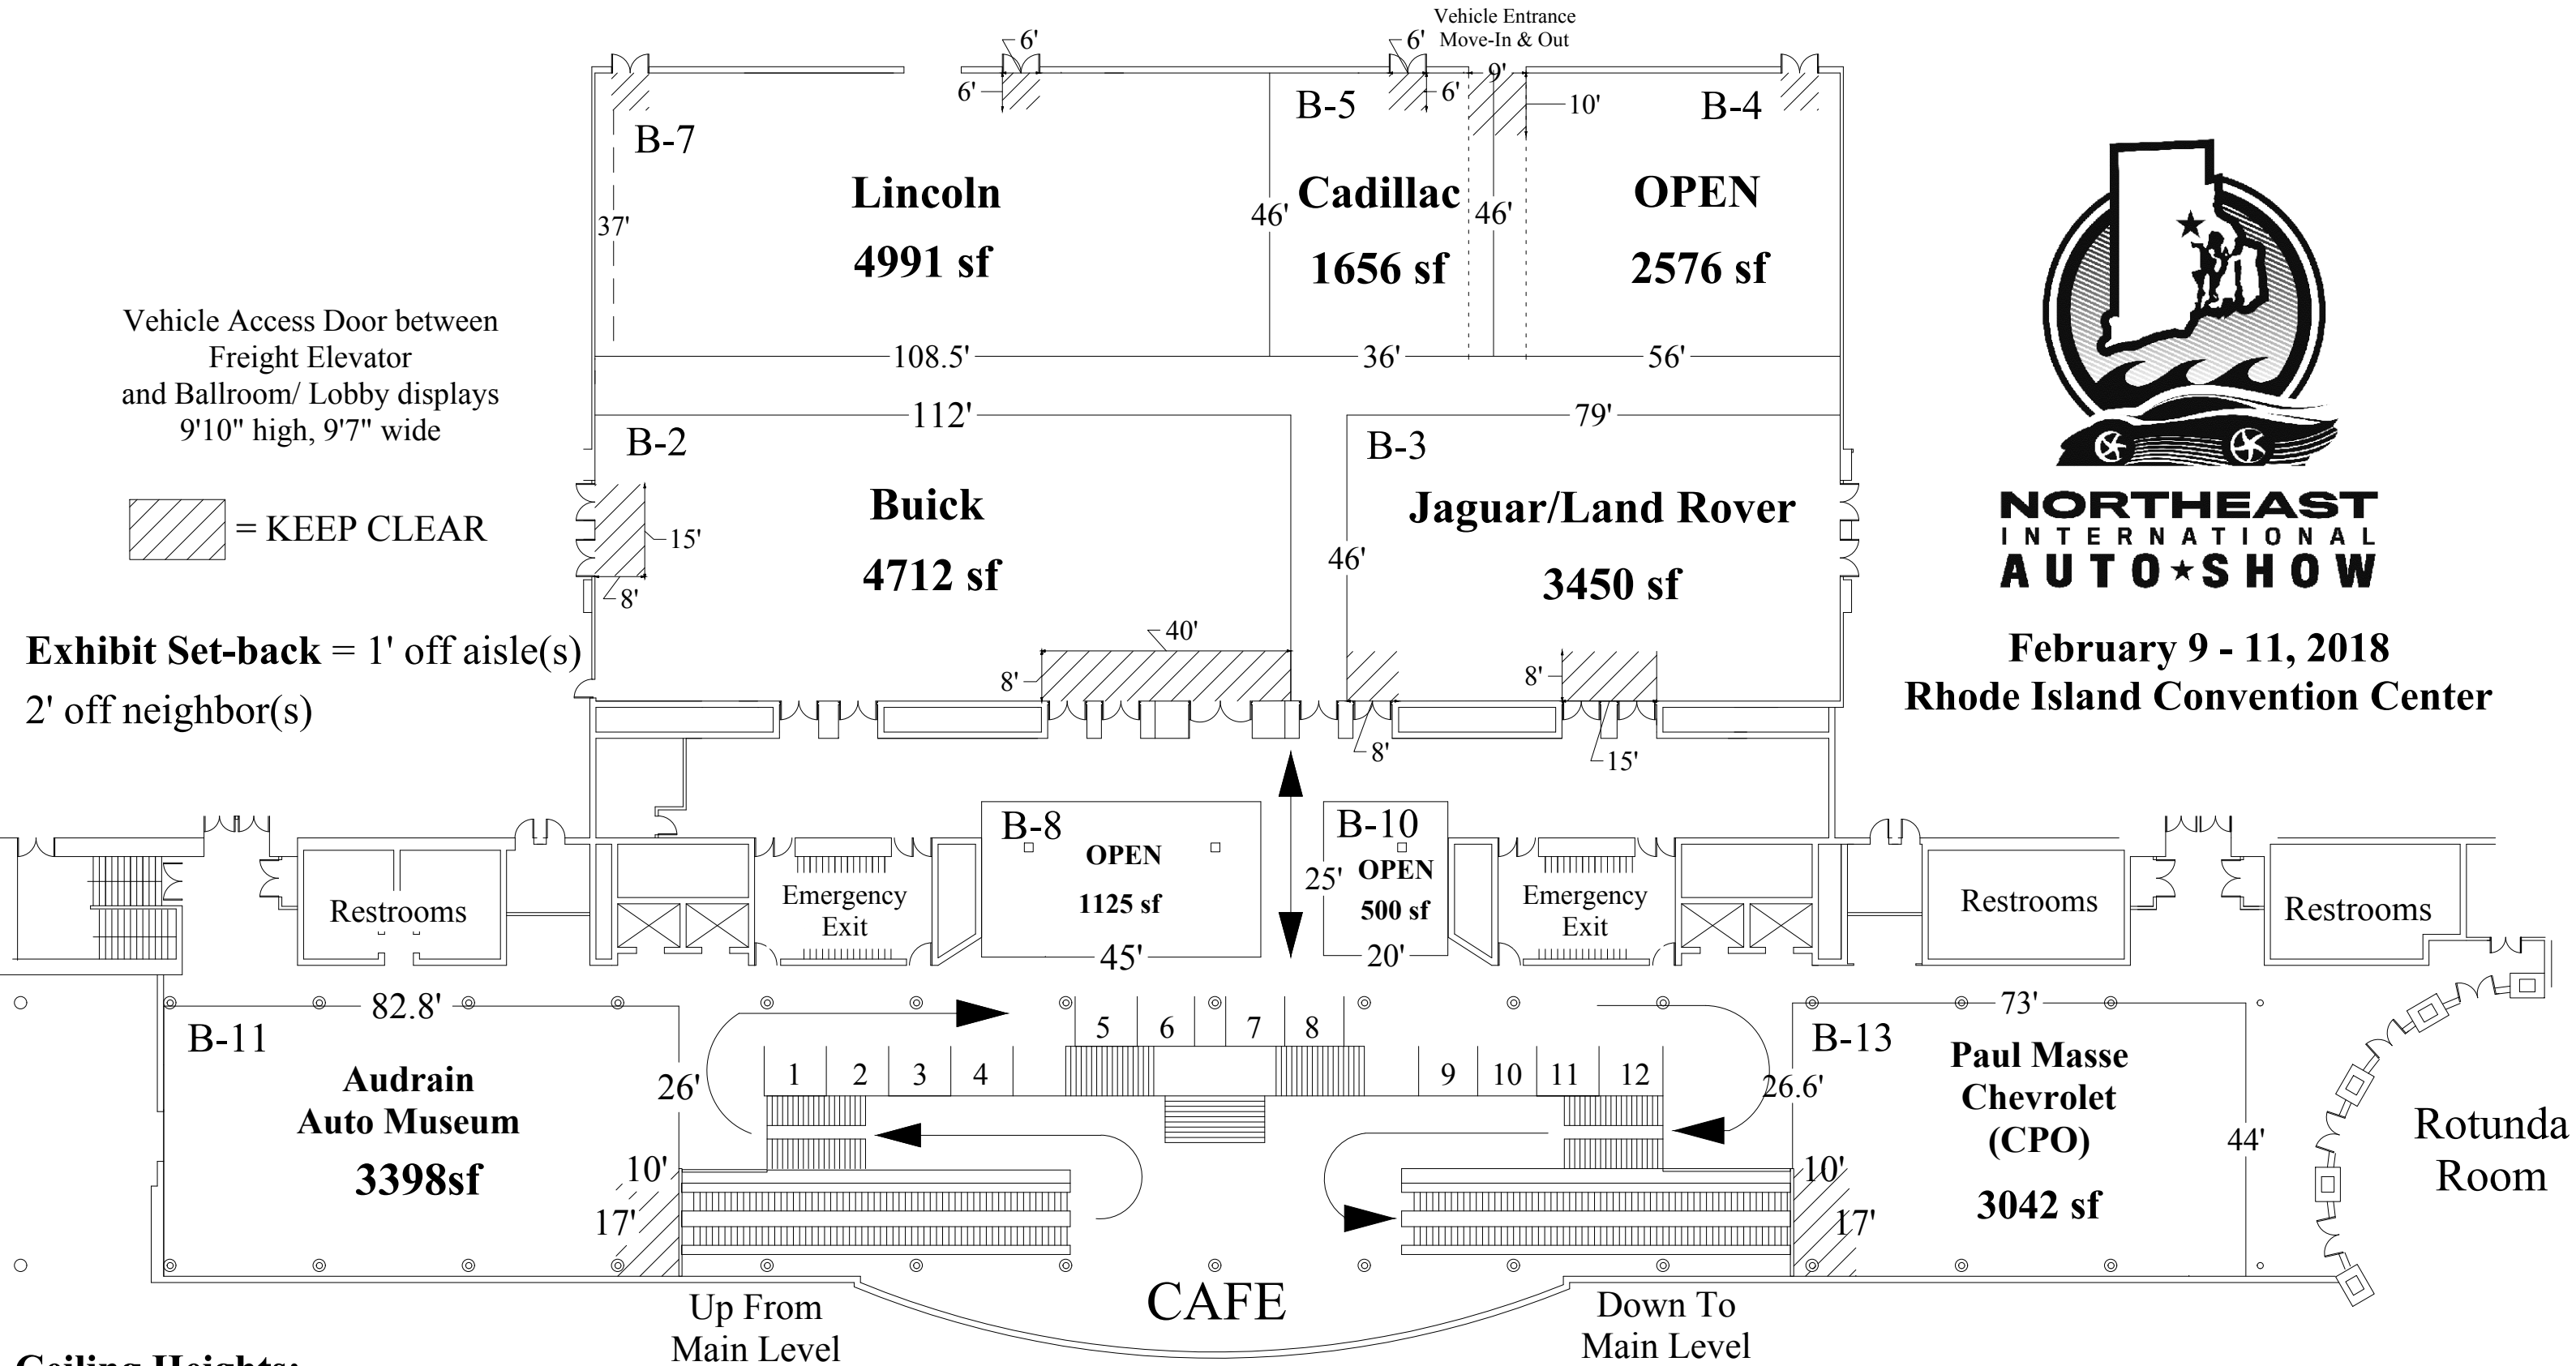 Vehicle Entrance
Move-In & Out
6'
6'
6'
6'
9'
10'
B-7
B-5
B-4
Lincoln
4991 sf
Cadillac
1656 sf
OPEN
2576 sf
37'
46'
46'
108.5'
36'
56'
Vehicle Access Door between
Freight Elevator
and Ballroom/ Lobby displays
9'10" high, 9'7" wide
= KEEP CLEAR
Exhibit Set-back = 1' off aisle(s)
2' off neighbor(s)
112'
79'
B-2
B-3
Buick
4712 sf
Jaguar/Land Rover
3450 sf
46'
15'
8'
40'
8'
8'
8'
15'
NORTHEAST
INTERNATIONAL
AUTO★SHOW
February 9 - 11, 2018
Rhode Island Convention Center
B-8
OPEN
1125 sf
45'
B-10
OPEN
500 sf
25'
20'
Restrooms
Emergency
Exit
Emergency
Exit
Restrooms
Restrooms
82.8'
B-11
Audrain
Auto Museum
3398sf
26'
10'
17'
5 6 7 8
1 2 3 4
9 10 11 12
73'
B-13
Paul Masse
Chevrolet
(CPO)
3042 sf
26.6'
44'
10'
17'
Rotunda
Room
CAFE
Up From
Main Level
Down To
Main Level
Ceiling Heights: